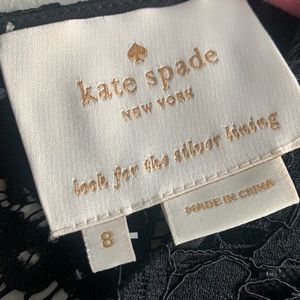 kate spade
NEW YORK
look for the silver lining
8
MADE IN CHINA